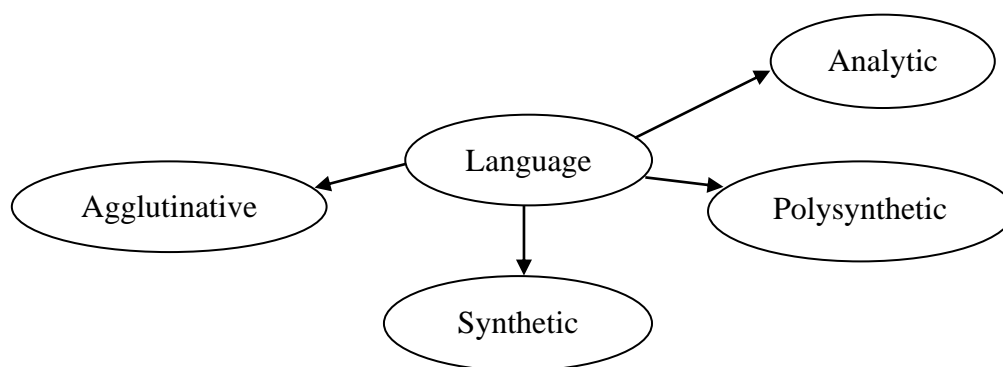 Analytic
Language
Agglutinative
Polysynthetic
Synthetic